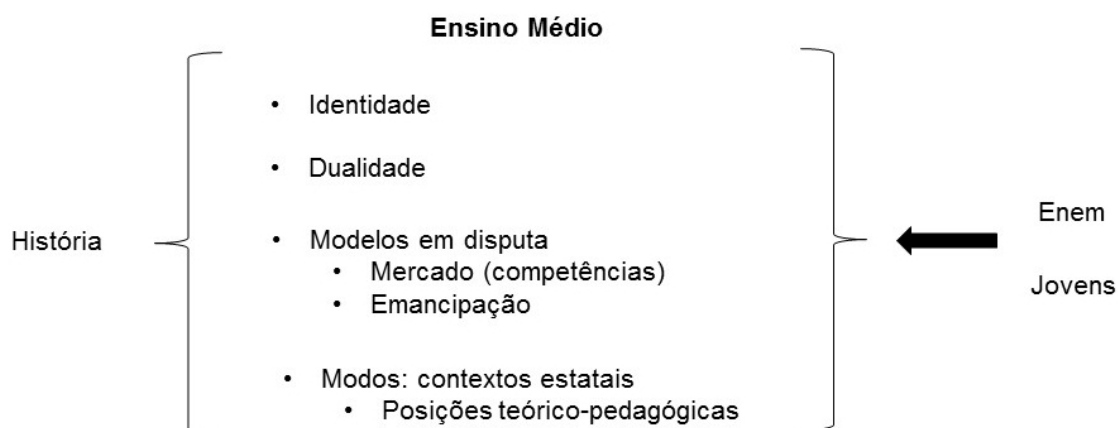 Ensino Médio
• Identidade
• Dualidade
História
• Modelos em disputa
• Mercado (competências)
• Emancipação
• Modos: contextos estatais
• Posições teórico-pedagógicas
Enem
Jovens